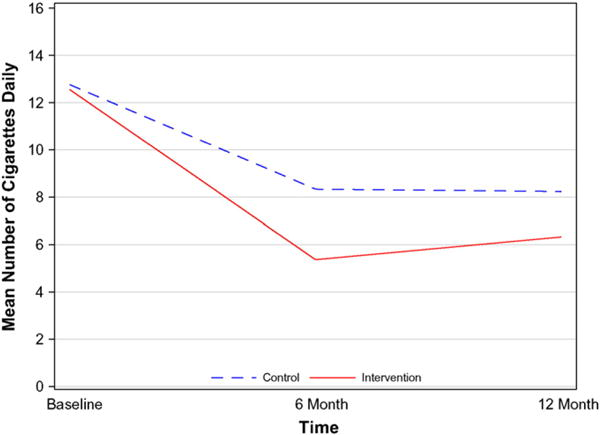 Mean Number of Cigarettes Daily
16
14
12
10
8
6
4
2
0
Control Intervention
Baseline 6 Month 12 Month
Time